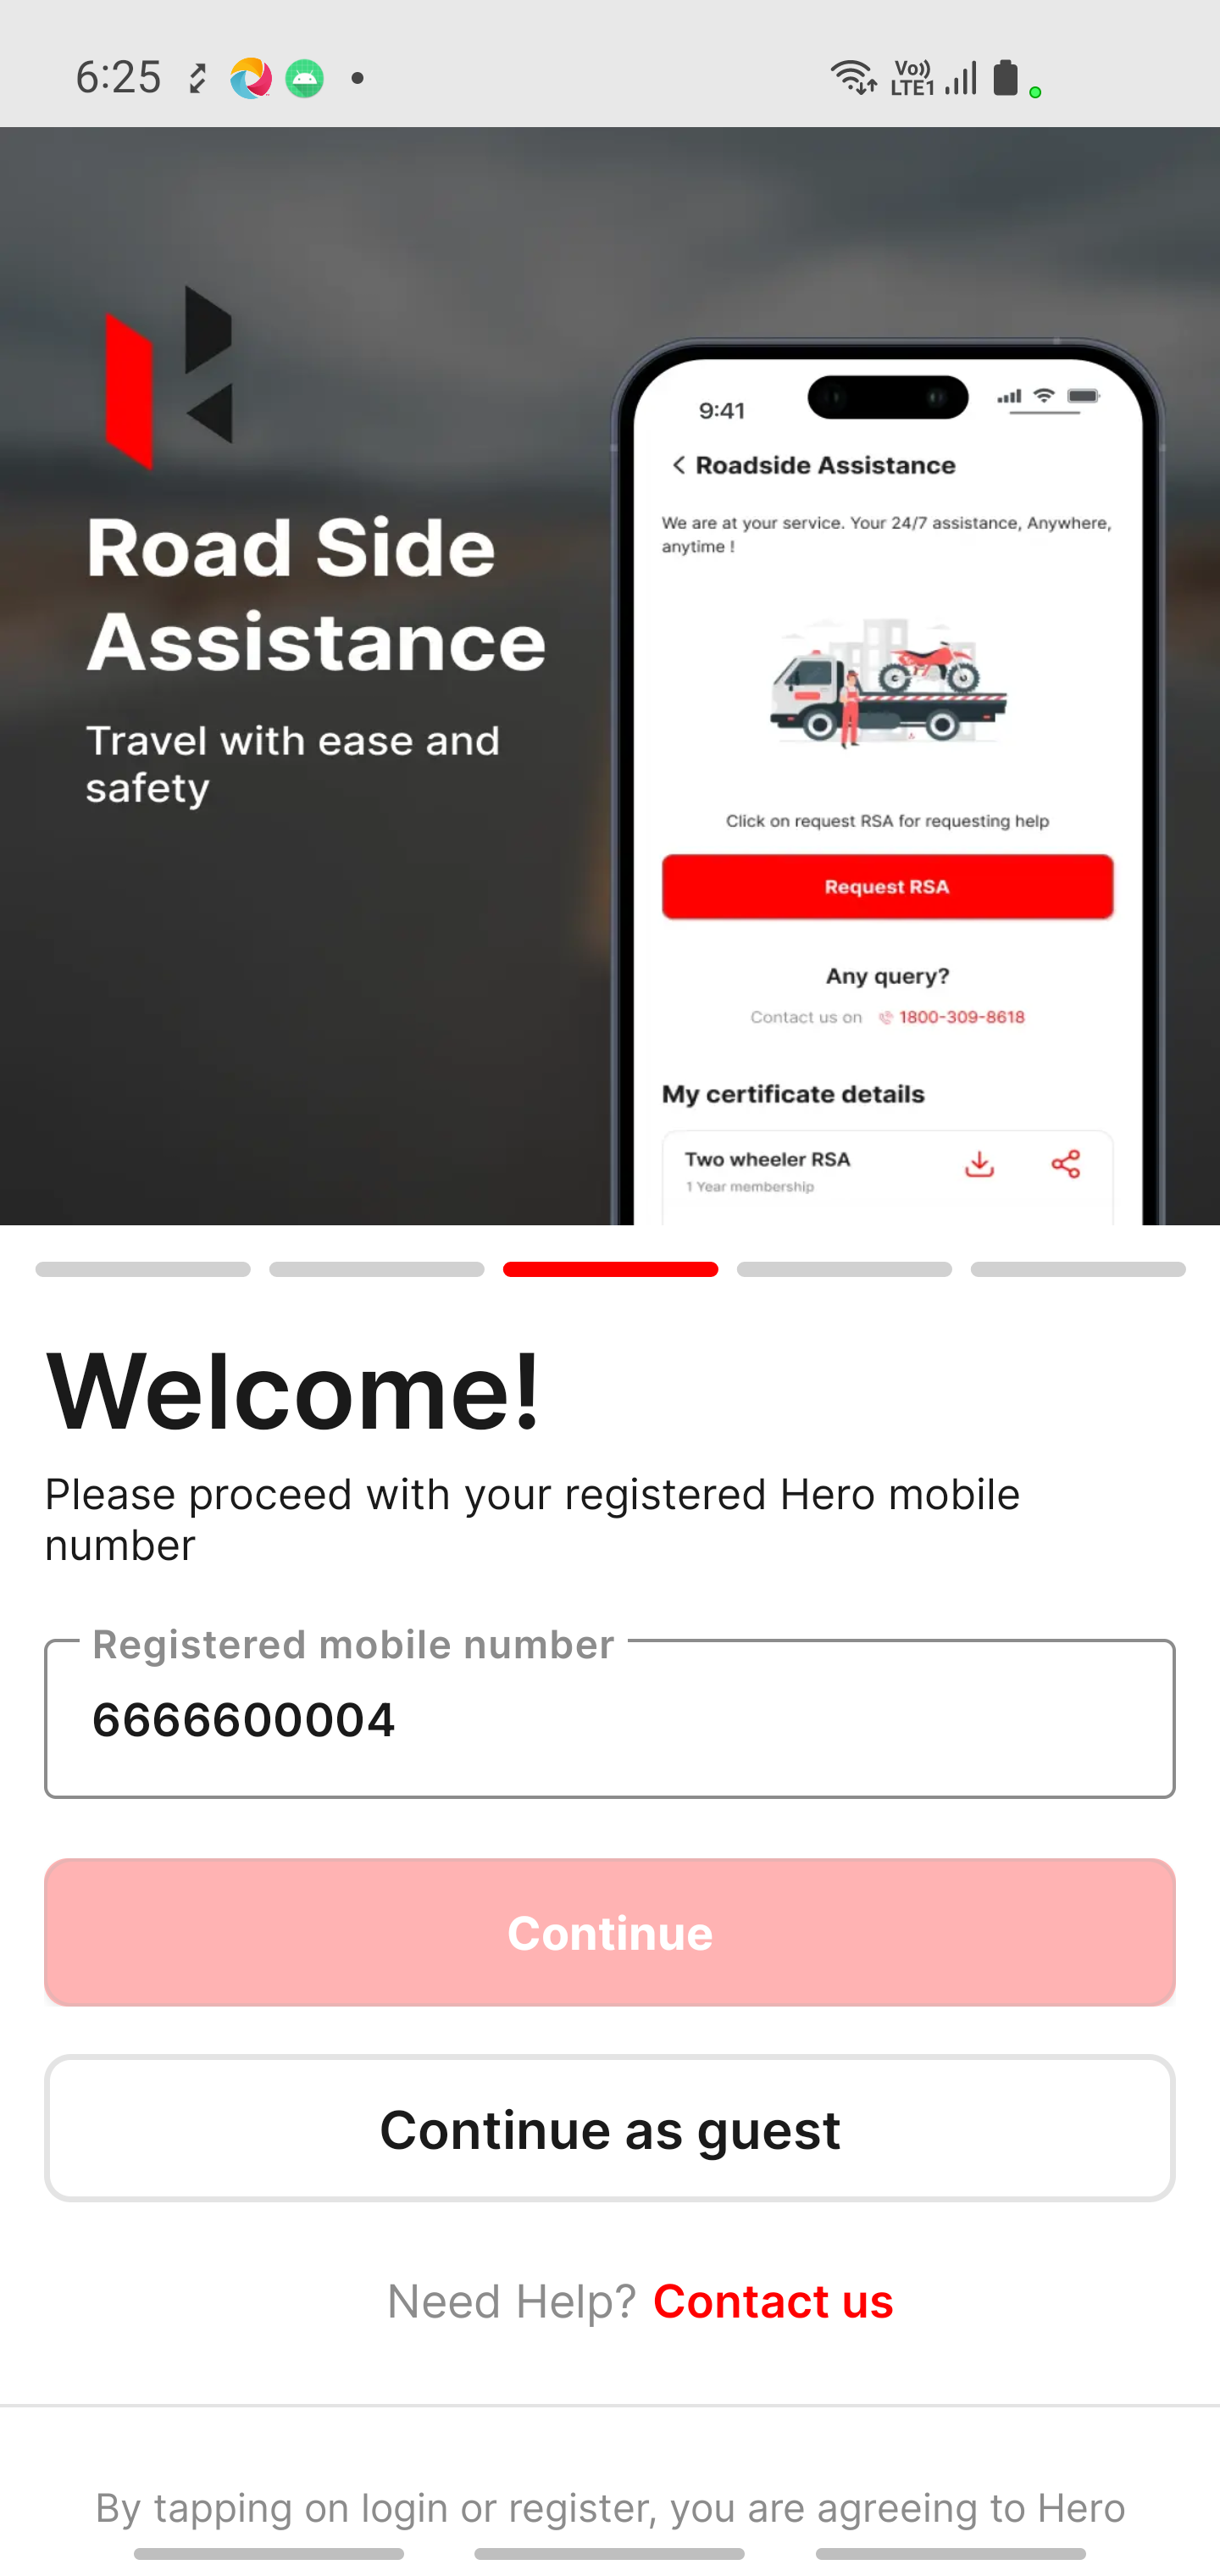 6:25
Vo))
LTE1
Road Side
Assistance
Travel with ease and
safety
9:41
Roadside Assistance
We are at your service. Your 24/7 assistance, Anywhere,
anytime !
Click on request RSA for requesting help
Request RSA
Any query?
Contact us on 1800-309-8618
My certificate details
Two wheeler RSA
1 Year membership
Welcome!
Please proceed with your registered Hero mobile
number
Registered mobile number
6666600004
Continue
Continue as guest
Need Help? Contact us
By tapping on login or register, you are agreeing to Hero